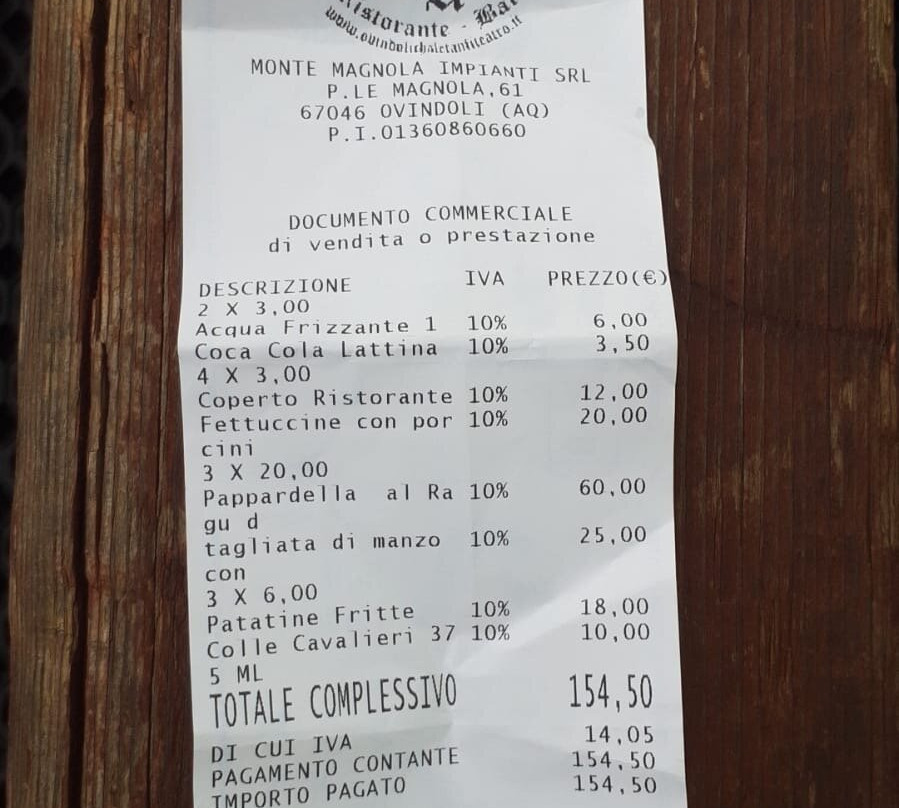 Ristorante - Bar
MONTE MAGNOLA IMPIANTI SRL
P.LE MAGNOLA,61
67046 OVINDOLI (AQ)
P.I.01360860660
DOCUMENTO COMMERCIALE
di vendita o prestazione
DESCRIZIONE IVA PREZZO(€)
2 X 3,00
Acqua Frizzante 1 10% 6,00
Coca Cola Lattina 10% 3,50
4 X 3,00
Coperto Ristorante 10% 12,00
Fettuccine con por 10% 20,00
cini
3 X 20,00
Pappardella al Ra 10% 60,00
gu d
tagliata di manzo 10% 25,00
con
3 X 6,00
Patatine Fritte 10% 18,00
Colle Cavalieri 37 10% 10,00
5 ML
TOTALE COMPLESSIVO 154,50
DI CUI IVA 14,05
PAGAMENTO CONTANTE 154,50
IMPORTO PAGATO 154,50